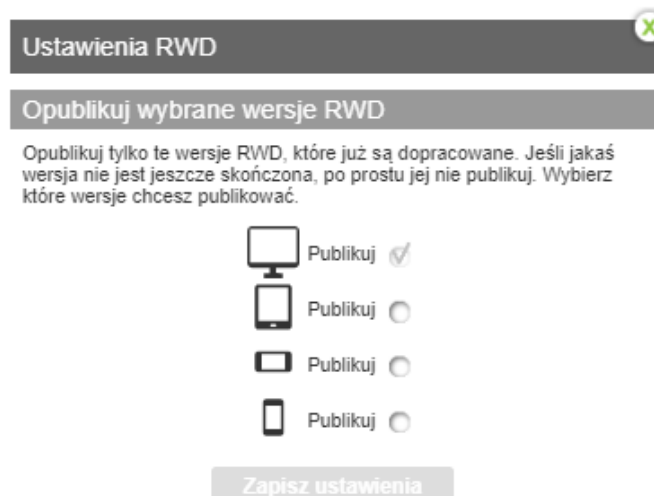 Ustawienia RWD
Opublikuj wybrane wersje RWD
Opublikuj tylko te wersje RWD, które już są dopracowane. Jeśli jakaś
wersja nie jest jeszcze skończona, po prostu jej nie publikuj. Wybierz
które wersje chcesz publikować.
Publikuj
Publikuj
Publikuj
Publikuj
Zapisz ustawienia